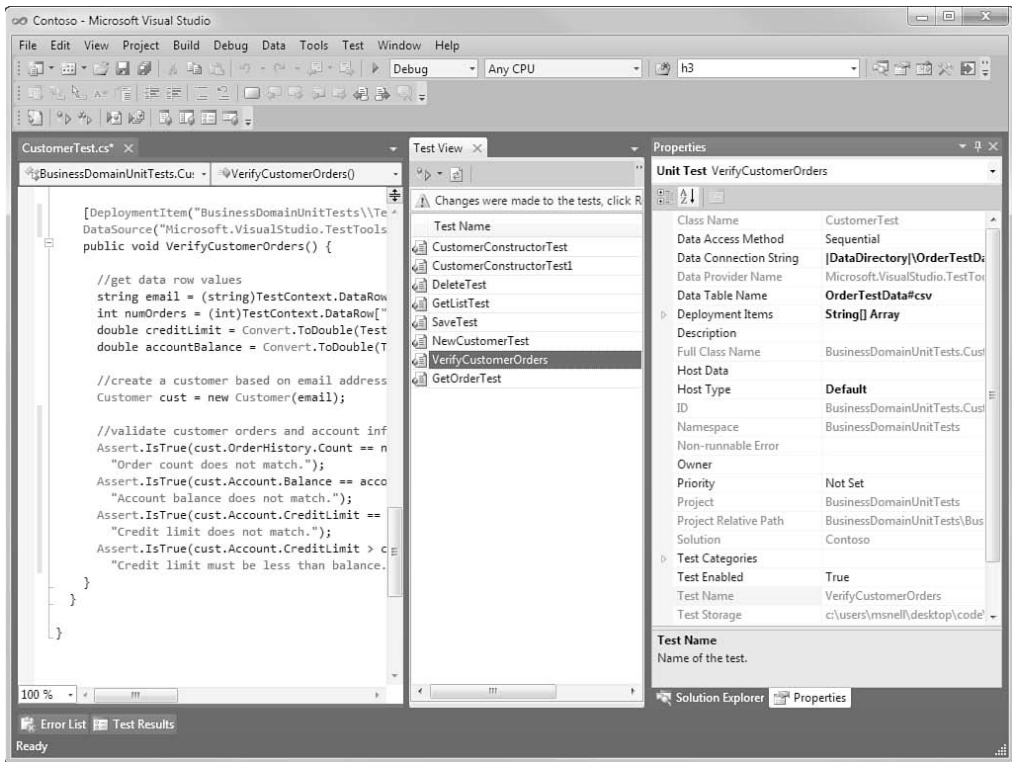 Contoso - Microsoft Visual Studio
File Edit View Project Build Debug Data Tools Test Window Help
Debug Any CPU h3
CustomerTest.cs*
BusinessDomainUnitTests.Cu: VerifyCustomerOrders()
[DeploymentItem("BusinessDomainUnitTests\\Te
DataSource("Microsoft.VisualStudio.TestTools
public void VerifyCustomerOrders() {
//get data row values
string email = (string)TestContext.DataRow
int numOrders = (int)TestContext.DataRow["
double creditLimit = Convert.ToDouble(Test
double accountBalance = Convert.ToDouble(T
//create a customer based on email address
Customer cust = new Customer(email);
//validate customer orders and account inf
Assert.IsTrue(cust.OrderHistory.Count == n
"Order count does not match.");
Assert.IsTrue(cust.Account.Balance == acco
"Account balance does not match.");
Assert.IsTrue(cust.Account.CreditLimit ==
"Credit limit does not match.");
Assert.IsTrue(cust.Account.CreditLimit > c
"Credit limit must be less than balance.
}
}
}
100 %
Test View
Changes were made to the tests, click R
Test Name
CustomerConstructorTest
CustomerConstructorTest1
DeleteTest
GetListTest
SaveTest
NewCustomerTest
VerifyCustomerOrders
GetOrderTest
Properties
Unit Test VerifyCustomerOrders
Class Name CustomerTest
Data Access Method Sequential
Data Connection String |DataDirectory|\OrderTestDa
Data Provider Name Microsoft.VisualStudio.TestToo
Data Table Name OrderTestData#csv
Deployment Items String[] Array
Description
Full Class Name BusinessDomainUnitTests.Cust
Host Data
Host Type Default
ID BusinessDomainUnitTests.Cust
Namespace BusinessDomainUnitTests
Non-runnable Error
Owner
Priority Not Set
Project BusinessDomainUnitTests
Project Relative Path BusinessDomainUnitTests\Bus
Solution Contoso
Test Categories
Test Enabled True
Test Name VerifyCustomerOrders
Test Storage c:\users\msnell\desktop\code\
Test Name
Name of the test.
Solution Explorer Properties
Error List Test Results
Ready